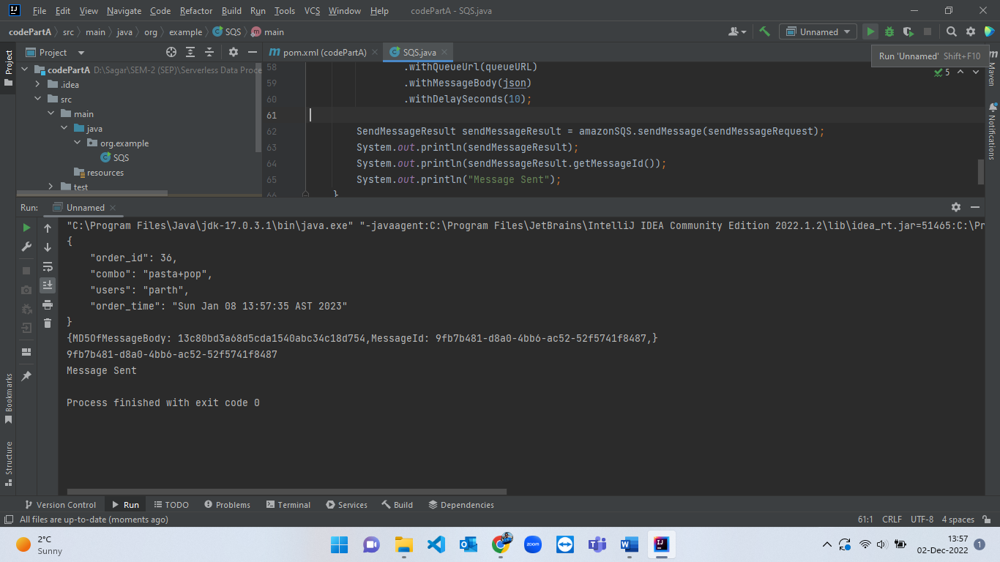 File Edit View Navigate Code Refactor Build Run Tools VCS Window Help codePartA - SQS.java
codePartA src main java org example SQS main
Unnamed
Project
pom.xml (codePartA)
SQS.java
Run 'Unnamed' Shift+F10
codePartA D:\Sagar\SEM-2 (SEP)\Serverless Data Proce
.idea
src
main
java
org.example
SQS
resources
test
58 .withQueueUrl(queueURL)
59 .withMessageBody(json)
60 .withDelaySeconds(10);
61
62 SendMessageResult sendMessageResult = amazonSQS.sendMessage(sendMessageRequest);
63 System.out.println(sendMessageResult);
64 System.out.println(sendMessageResult.getMessageId());
65 System.out.println("Message Sent");
66 }
5
Project
Maven
Notifications
Run: Unnamed
"C:\Program Files\Java\jdk-17.0.3.1\bin\java.exe" "-javaagent:C:\Program Files\JetBrains\IntelliJ IDEA Community Edition 2022.1.2\lib\idea_rt.jar=51465:C:\Pr
{
"order_id": 36,
"combo": "pasta+pop",
"users": "parth",
"order_time": "Sun Jan 08 13:57:35 AST 2023"
}
{MD5OfMessageBody: 13c80bd3a68d5cda1540abc34c18d754,MessageId: 9fb7b481-d8a0-4bb6-ac52-52f5741f8487,}
9fb7b481-d8a0-4bb6-ac52-52f5741f8487
Message Sent
Process finished with exit code 0
Bookmarks
Structure
Version Control Run TODO Problems Terminal Services Build Dependencies
All files are up-to-date (moments ago)
61:1 CRLF UTF-8 4 spaces
2°C
Sunny
zoom
13:57
02-Dec-2022
1